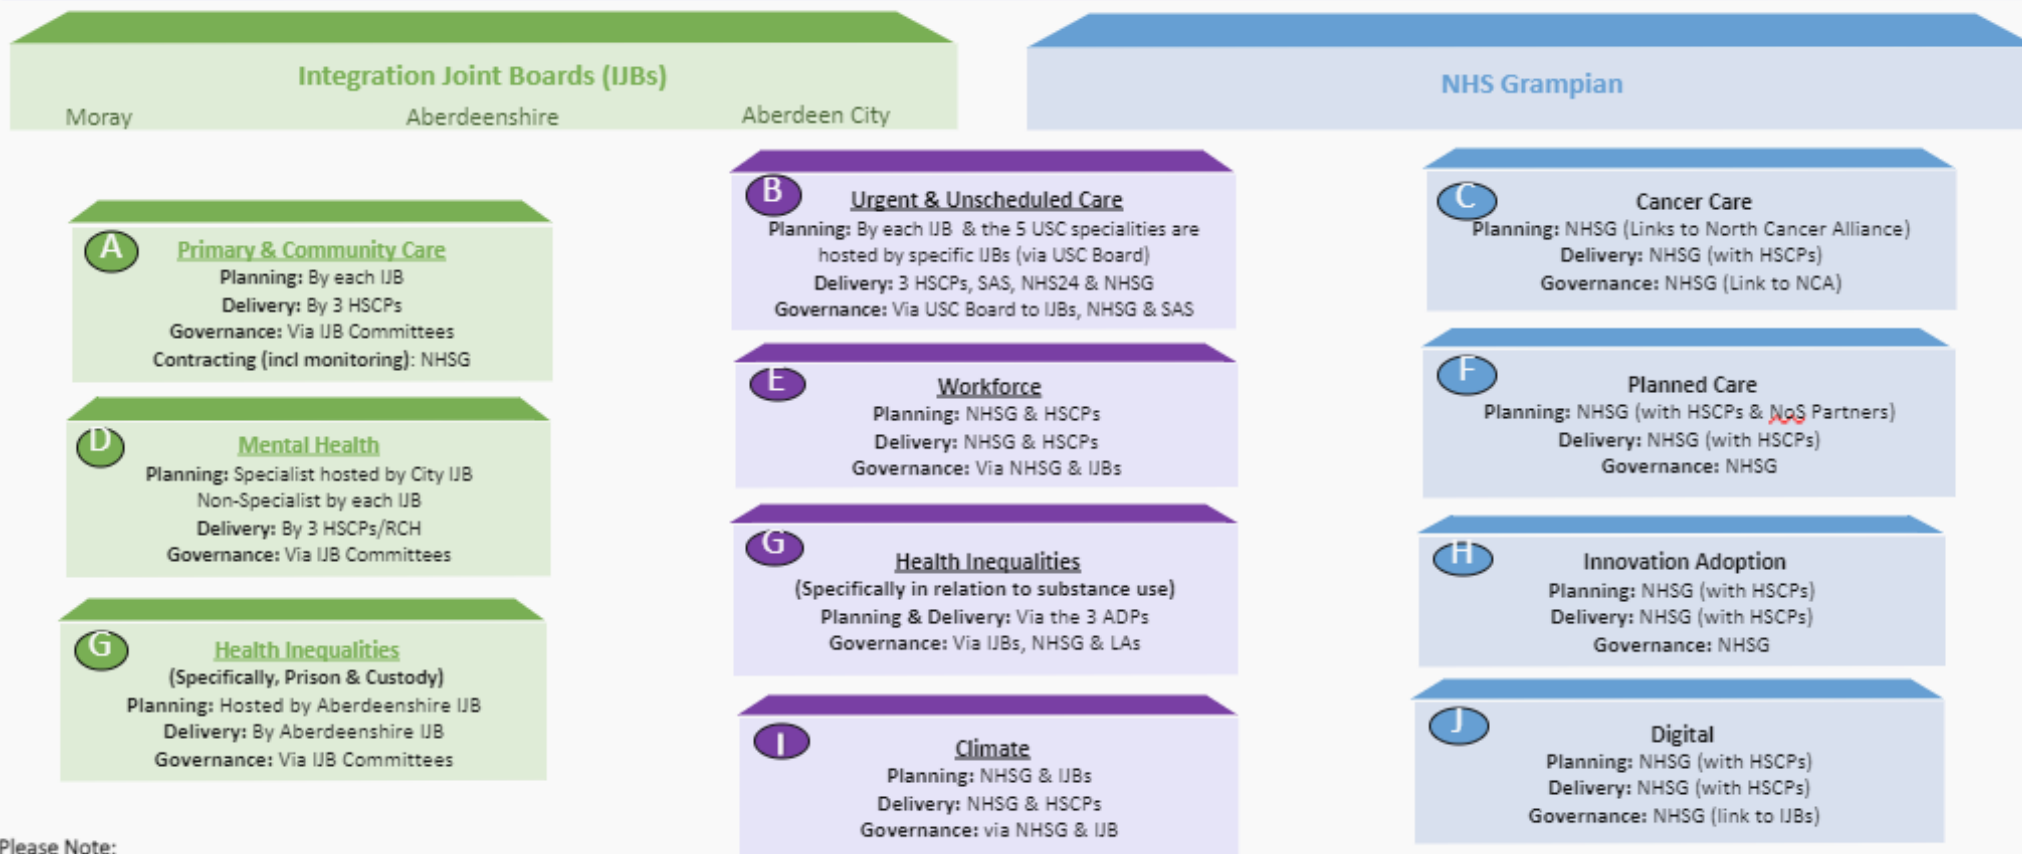 Integration Joint Boards (IJBs)
Moray
Aberdeenshire
Aberdeen City
NHS Grampian
A
Primary & Community Care
Planning: By each IJB
Delivery: By 3 HSCPs
Governance: Via IJB Committees
Contracting (incl monitoring): NHSG
D
Mental Health
Planning: Specialist hosted by City IJB
Non-Specialist by each IJB
Delivery: By 3 HSCPs/RCH
Governance: Via IJB Committees
G
Health Inequalities
(Specifically, Prison & Custody)
Planning: Hosted by Aberdeenshire IJB
Delivery: By Aberdeenshire IJB
Governance: Via IJB Committees
B
Urgent & Unscheduled Care
Planning: By each IJB & the 5 USC specialities are
hosted by specific IJBs (via USC Board)
Delivery: 3 HSCPs, SAS, NHS24 & NHSG
Governance: Via USC Board to IJBs, NHSG & SAS
E
Workforce
Planning: NHSG & HSCPs
Delivery: NHSG & HSCPs
Governance: Via NHSG & IJBs
G
Health Inequalities
(Specifically in relation to substance use)
Planning & Delivery: Via the 3 ADPs
Governance: Via IJBs, NHSG & LAs
I
Climate
Planning: NHSG & IJBs
Delivery: NHSG & HSCPs
Governance: via NHSG & IJB
C
Cancer Care
Planning: NHSG (Links to North Cancer Alliance)
Delivery: NHSG (with HSCPs)
Governance: NHSG (Link to NCA)
F
Planned Care
Planning: NHSG (with HSCPs & NoS Partners)
Delivery: NHSG (with HSCPs)
Governance: NHSG
H
Innovation Adoption
Planning: NHSG (with HSCPs)
Delivery: NHSG (with HSCPs)
Governance: NHSG
J
Digital
Planning: NHSG (with HSCPs)
Delivery: NHSG (with HSCPs)
Governance: NHSG (link to IJBs)
Please Note: